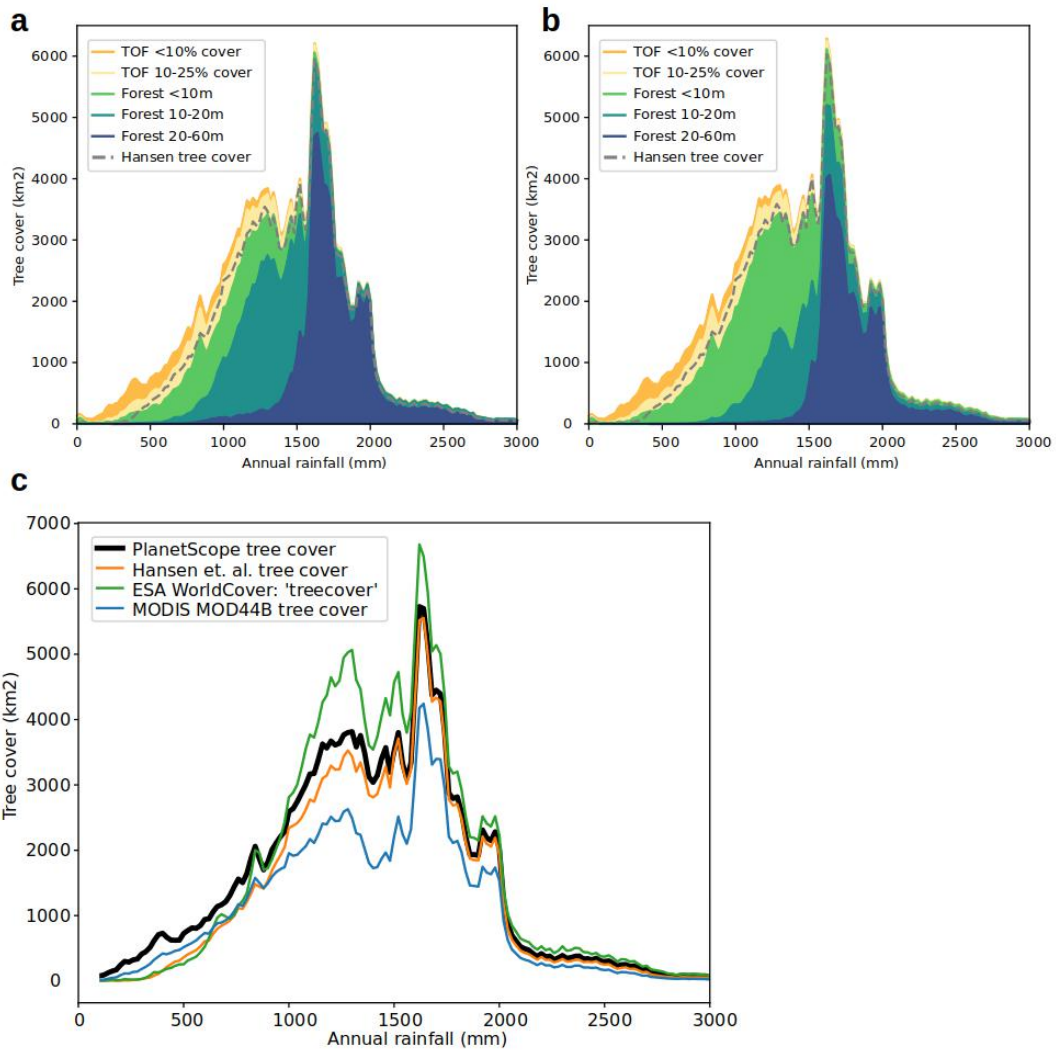 a
6000
5000
4000
3000
2000
1000
0
Tree cover (km2)
TOF <10% cover
TOF 10-25% cover
Forest <10m
Forest 10-20m
Forest 20-60m
Hansen tree cover
0 500 1000 1500 2000 2500 3000
Annual rainfall (mm)
b
6000
5000
4000
3000
2000
1000
0
Tree cover (km2)
TOF <10% cover
TOF 10-25% cover
Forest <10m
Forest 10-20m
Forest 20-60m
Hansen tree cover
0 500 1000 1500 2000 2500 3000
Annual rainfall (mm)
c
7000
6000
5000
4000
3000
2000
1000
0
Tree cover (km2)
PlanetScope tree cover
Hansen et. al. tree cover
ESA WorldCover: 'treecover'
MODIS MOD44B tree cover
0 500 1000 1500 2000 2500 3000
Annual rainfall (mm)